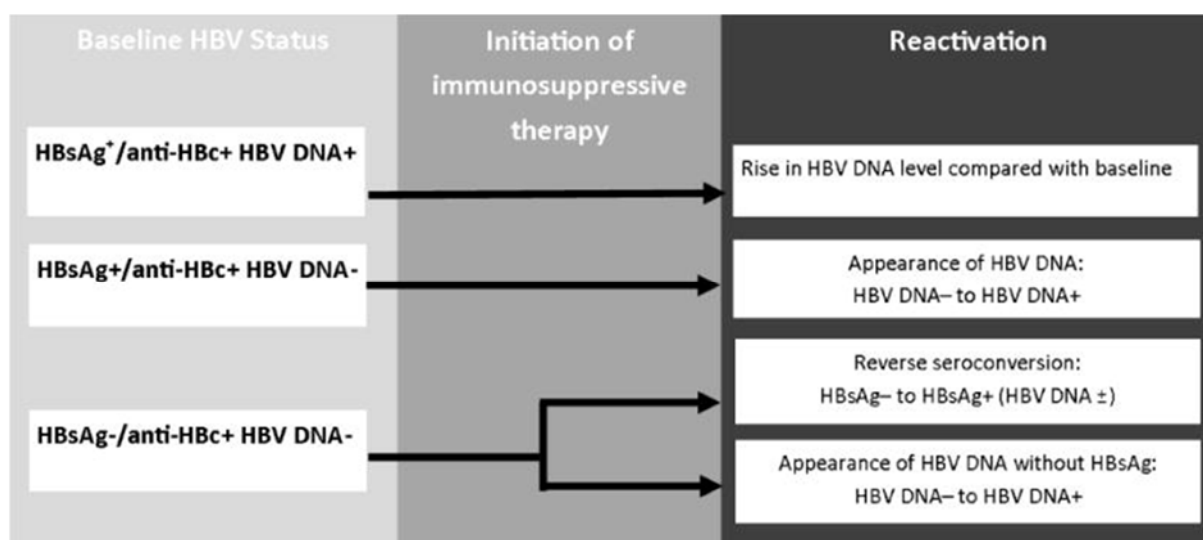 Baseline HBV Status
Initiation of
immunosuppressive
therapy
Reactivation
HBsAg⁺/anti-HBc+ HBV DNA+
Rise in HBV DNA level compared with baseline
HBsAg+/anti-HBc+ HBV DNA-
Appearance of HBV DNA:
HBV DNA– to HBV DNA+
HBsAg-/anti-HBc+ HBV DNA-
Reverse seroconversion:
HBsAg– to HBsAg+ (HBV DNA ±)
Appearance of HBV DNA without HBsAg:
HBV DNA– to HBV DNA+